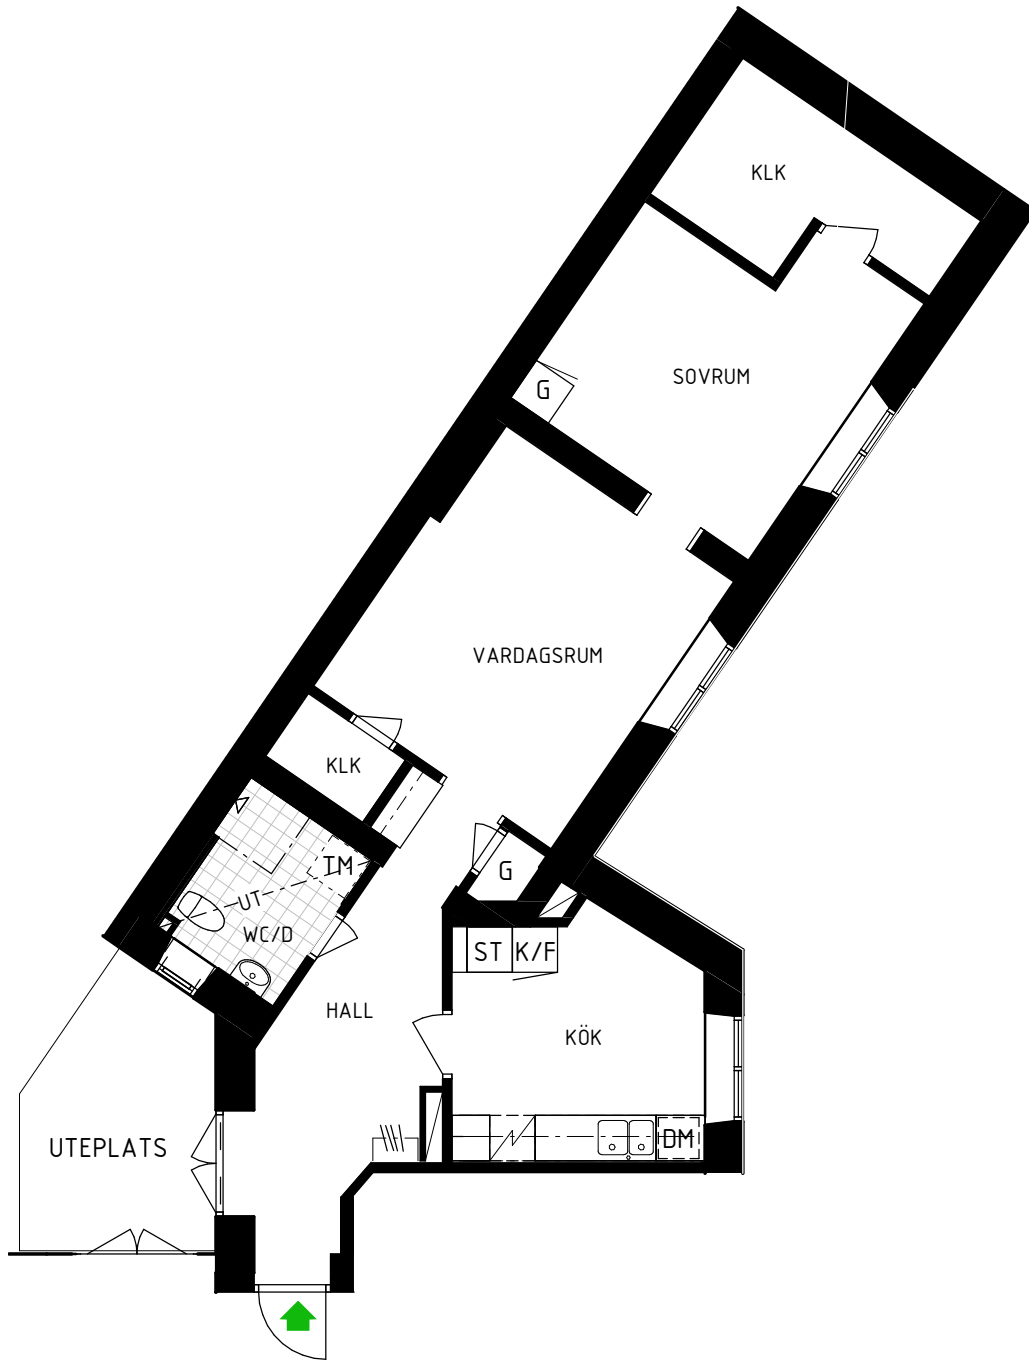 KLK
SOVRUM
G
VARDAGSRUM
KLK
TM
G
UT
WC/D
ST
K/F
HALL
KÖK
DM
UTEPLATS